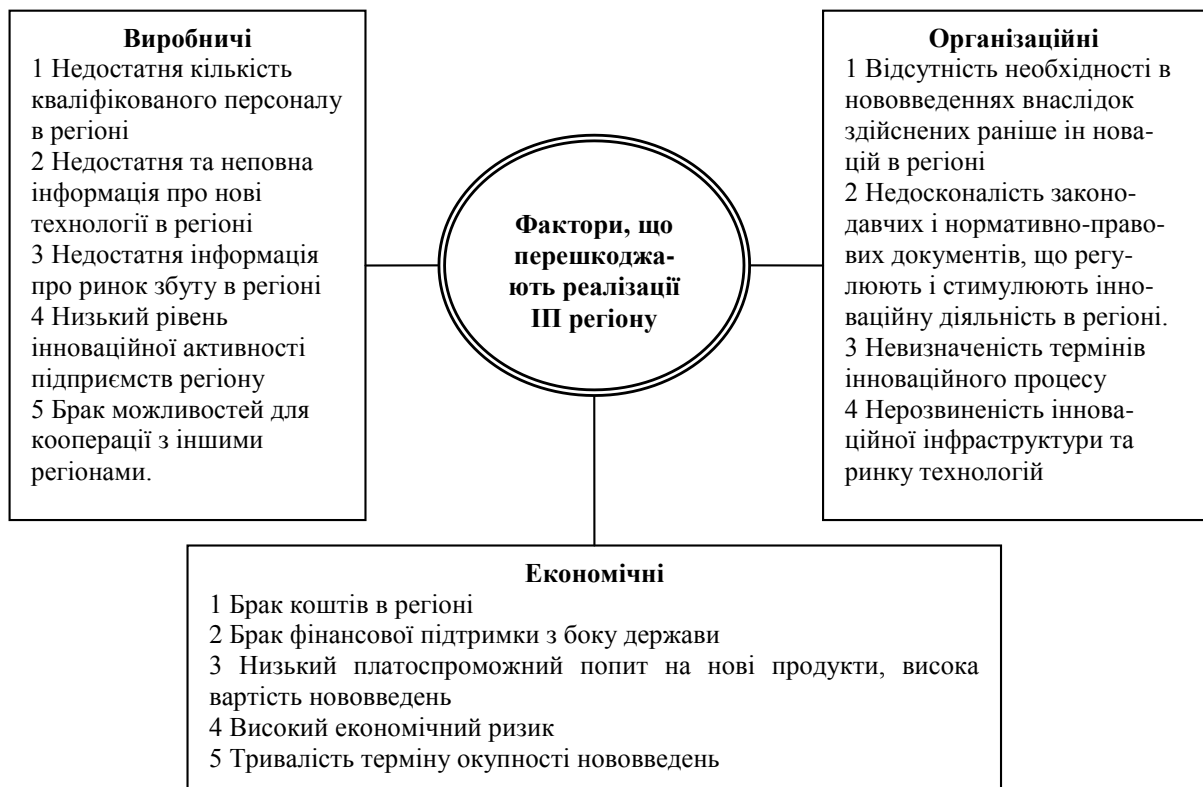 Виробничі
1 Недостатня кількість
кваліфікованого персоналу
в регіоні
2 Недостатня та неповна
інформація про нові
технології в регіоні
3 Недостатня інформація
про ринок збуту в регіоні
4 Низький рівень
інноваційної активності
підприємств регіону
5 Брак можливостей для
кооперації з іншими
регіонами.
Фактори, що
перешкоджа-
ють реалізації
ІП регіону
Організаційні
1 Відсутність необхідності в
нововведеннях внаслідок
здійснених раніше ін нова-
цій в регіоні
2 Недосконалість законо-
давчих і нормативно-право-
вих документів, що регу-
люють і стимулюють інно-
ваційну діяльність в регіоні.
3 Невизначеність термінів
інноваційного процесу
4 Нерозвиненість іннова-
ційної інфраструктури та
ринку технологій
Економічні
1 Брак коштів в регіоні
2 Брак фінансової підтримки з боку держави
3 Низький платоспроможний попит на нові продукти, висока
вартість нововведень
4 Високий економічний ризик
5 Тривалість терміну окупності нововведень